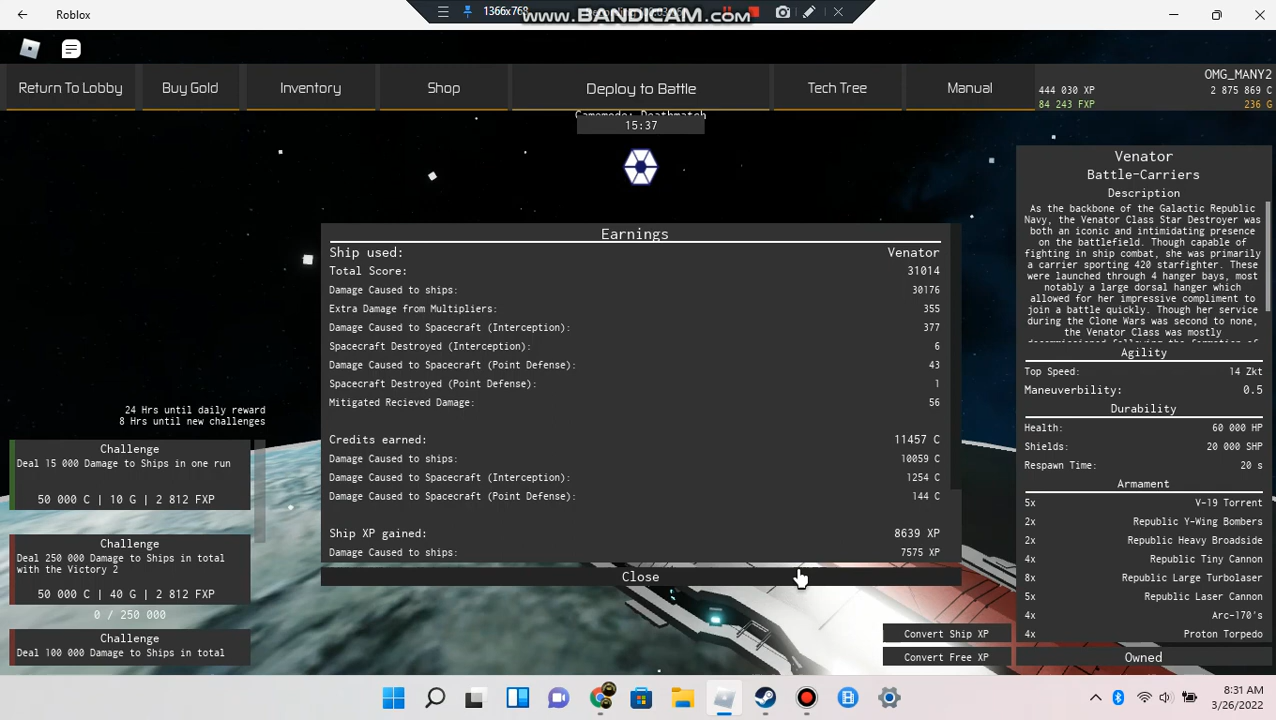 Roblox
1366x768
www.BANDICAM.com
Return To Lobby
Buy Gold
Inventory
Shop
Deploy to Battle
Tech Tree
Manual
OMG_MANY2
444 030 XP
2 875 869 C
84 243 FXP
236 G
Gamemode: Deathmatch
15:37
Earnings
Ship used: Venator
Total Score: 31014
Damage Caused to ships: 30176
Extra Damage from Multipliers: 355
Damage Caused to Spacecraft (Interception): 377
Spacecraft Destroyed (Interception): 6
Damage Caused to Spacecraft (Point Defense): 43
Spacecraft Destroyed (Point Defense): 1
Mitigated Recieved Damage: 56
Credits earned: 11457 C
Damage Caused to ships: 10059 C
Damage Caused to Spacecraft (Interception): 1254 C
Damage Caused to Spacecraft (Point Defense): 144 C
Ship XP gained: 8639 XP
Damage Caused to ships: 7575 XP
Close
24 Hrs until daily reward
8 Hrs until new challenges
Challenge
Deal 15 000 Damage to Ships in one run
50 000 C | 10 G | 2 812 FXP
Challenge
Deal 250 000 Damage to Ships in total
with the Victory 2
50 000 C | 40 G | 2 812 FXP
0 / 250 000
Challenge
Deal 100 000 Damage to Ships in total
Venator
Battle-Carriers
Description
As the backbone of the Galactic Republic
Navy, the Venator Class Star Destroyer was
both an iconic and intimidating presence
on the battlefield. Though capable of
fighting in ship combat, she was primarily
a carrier sporting 420 starfighter. These
were launched through 4 hanger bays, most
notably a large dorsal hanger which
allowed for her impressive compliment to
join a battle quickly. Though her service
during the Clone Wars was second to none,
the Venator Class was mostly
decommissioned following the formation of
Agility
Top Speed: 14 Zkt
Maneuverbility: 0.5
Durability
Health: 60 000 HP
Shields: 20 000 SHP
Respawn Time: 20 s
Armament
5x V-19 Torrent
2x Republic Y-Wing Bombers
2x Republic Heavy Broadside
4x Republic Tiny Cannon
8x Republic Large Turbolaser
5x Republic Laser Cannon
4x Arc-170's
4x Proton Torpedo
Convert Ship XP
Convert Free XP
Owned
8:31 AM
3/26/2022